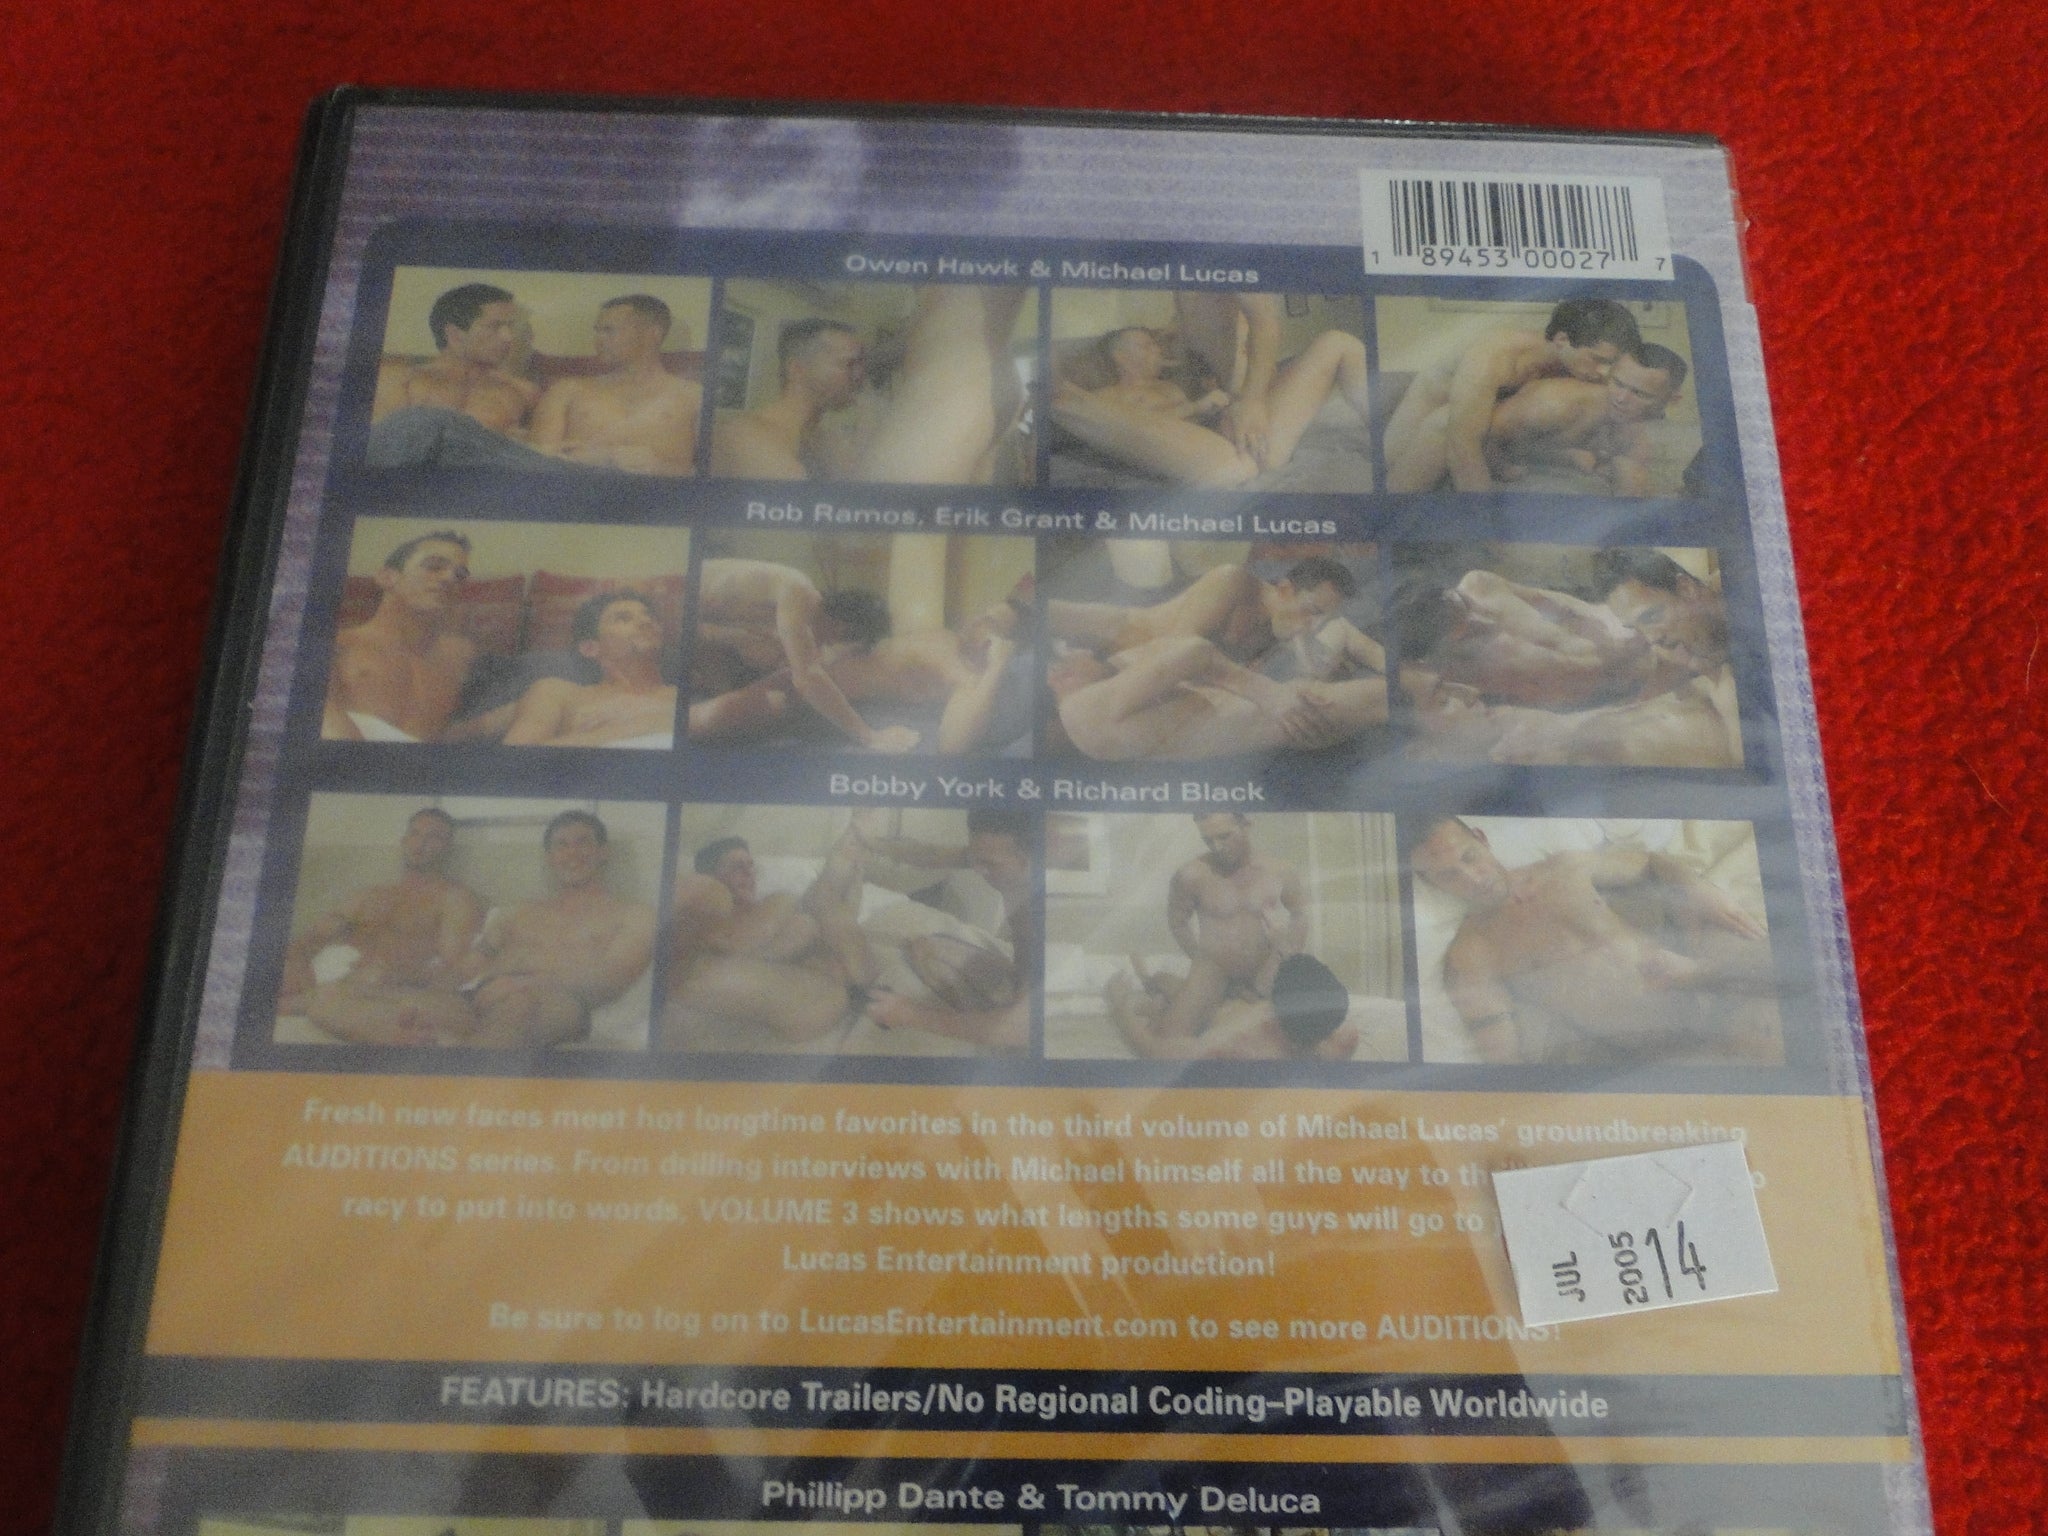 Owen Hawk & Michael Lucas
1 89453 00027 7
Rob Ramos, Erik Grant & Michael Lucas
Bobby York & Richard Black
Fresh new faces meet hot longtime favorites in the third volume of Michael Lucas' groundbreaking
AUDITIONS series. From drilling interviews with Michael himself all the way to
racy to put into words, VOLUME 3 shows what lengths some guys will go to
Lucas Entertainment production!
Be sure to log on to LucasEntertainment.com to see more AUDITIONS!
JUL 2005 14
FEATURES: Hardcore Trailers/No Regional Coding–Playable Worldwide
Phillipp Dante & Tommy Deluca